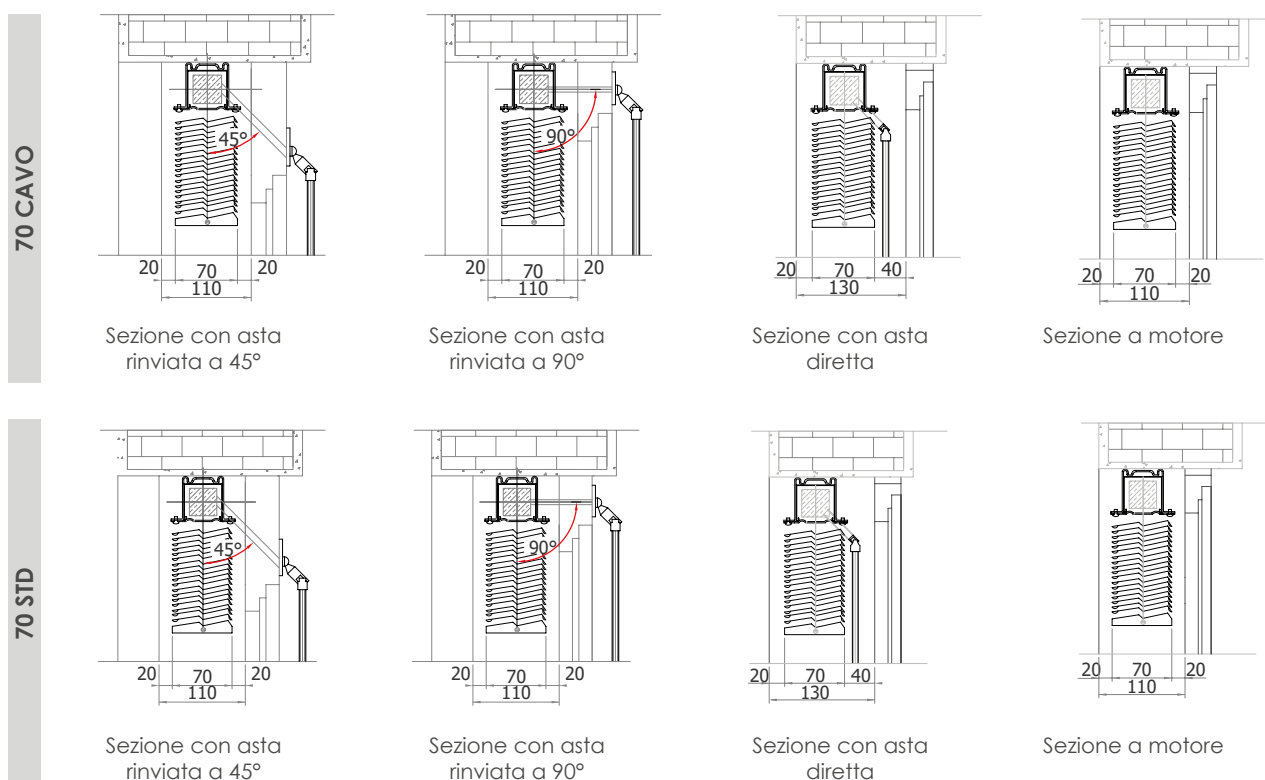 70 CAVO
45°
20 70 20
110
Sezione con asta
rinviata a 45°
90°
20 70 20
110
Sezione con asta
rinviata a 90°
20 70 40
130
Sezione con asta
diretta
20 70 20
110
Sezione a motore
70 STD
45°
20 70 20
110
Sezione con asta
rinviata a 45°
90°
20 70 20
110
Sezione con asta
rinviata a 90°
20 70 40
130
Sezione con asta
diretta
20 70 20
110
Sezione a motore